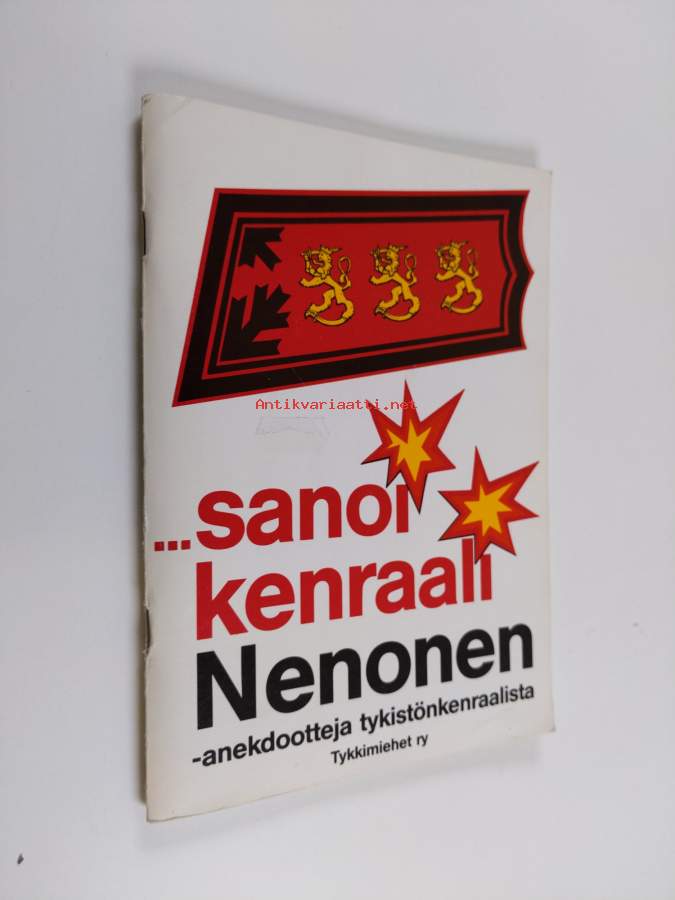 Antikvariaatti.net
...sanoi
kenraali
Nenonen
-anekdootteja tykistönkenraalista
Tykkimiehet ry